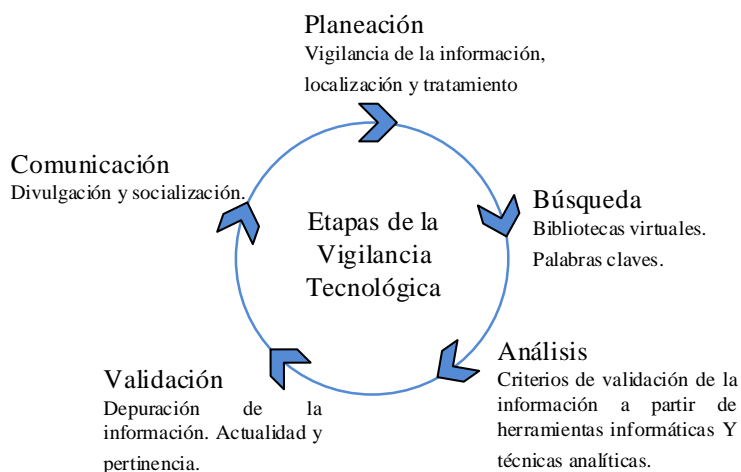 Planeación
Vigilancia de la información,
localización y tratamiento
Comunicación
Divulgación y socialización.
Etapas de la
Vigilancia
Tecnológica
Búsqueda
Bibliotecas virtuales.
Palabras claves.
Análisis
Criterios de validación de la
información a partir de
herramientas informáticas Y
técnicas analíticas.
Validación
Depuración de la
información. Actualidad y
pertinencia.